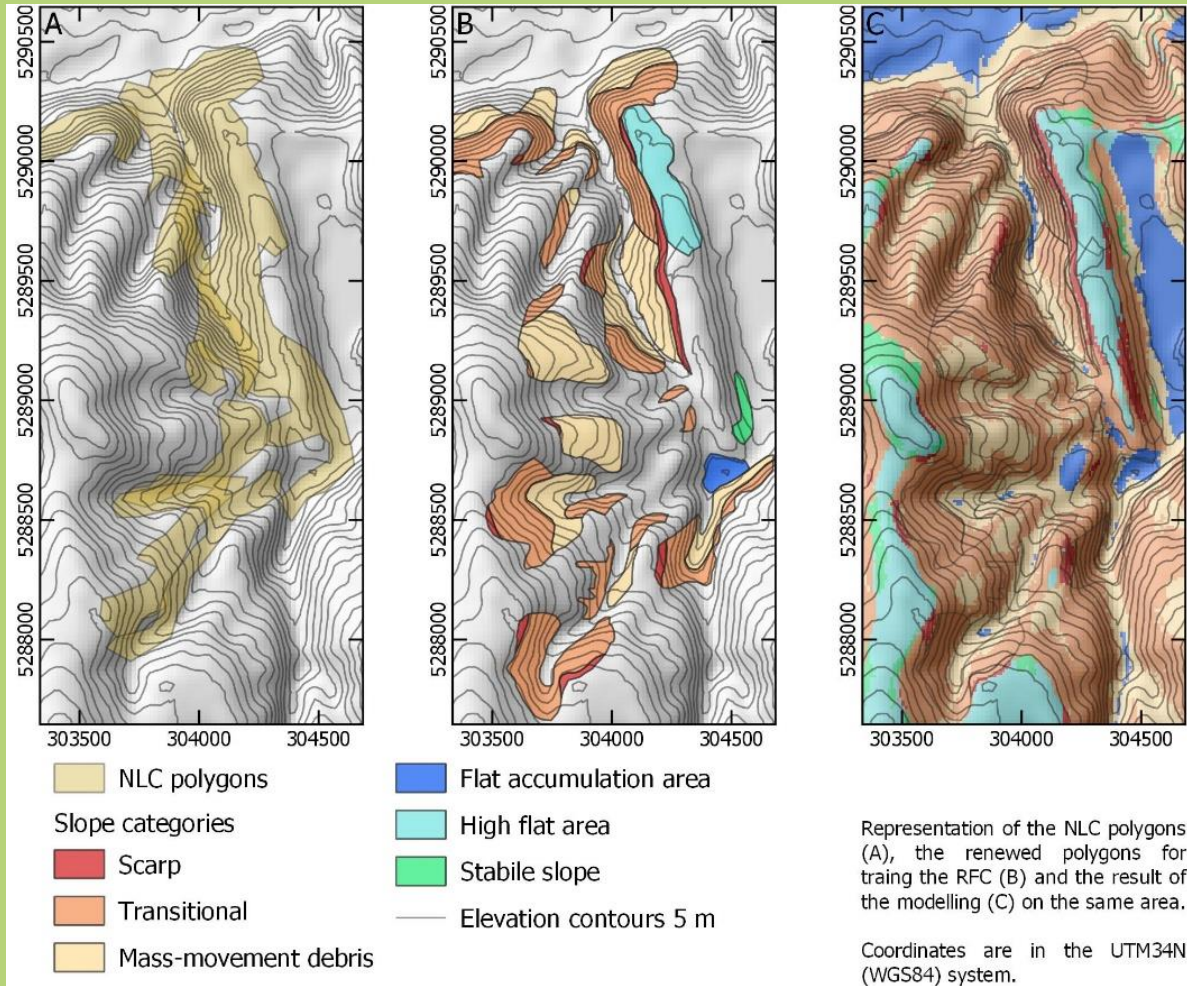 A
B
C
5290500
5290000
5289500
5289000
5288500
5288000
5290500
5290000
5289500
5289000
5288500
5288000
5290500
5290000
5289500
5289000
5288500
5288000
303500 304000 304500
303500 304000 304500
303500 304000 304500
NLC polygons
Slope categories
Scarp
Transitional
Mass-movement debris
Flat accumulation area
High flat area
Stabile slope
Elevation contours 5 m
Representation of the NLC polygons
(A), the renewed polygons for
traing the RFC (B) and the result of
the modelling (C) on the same area.
Coordinates are in the UTM34N
(WGS84) system.